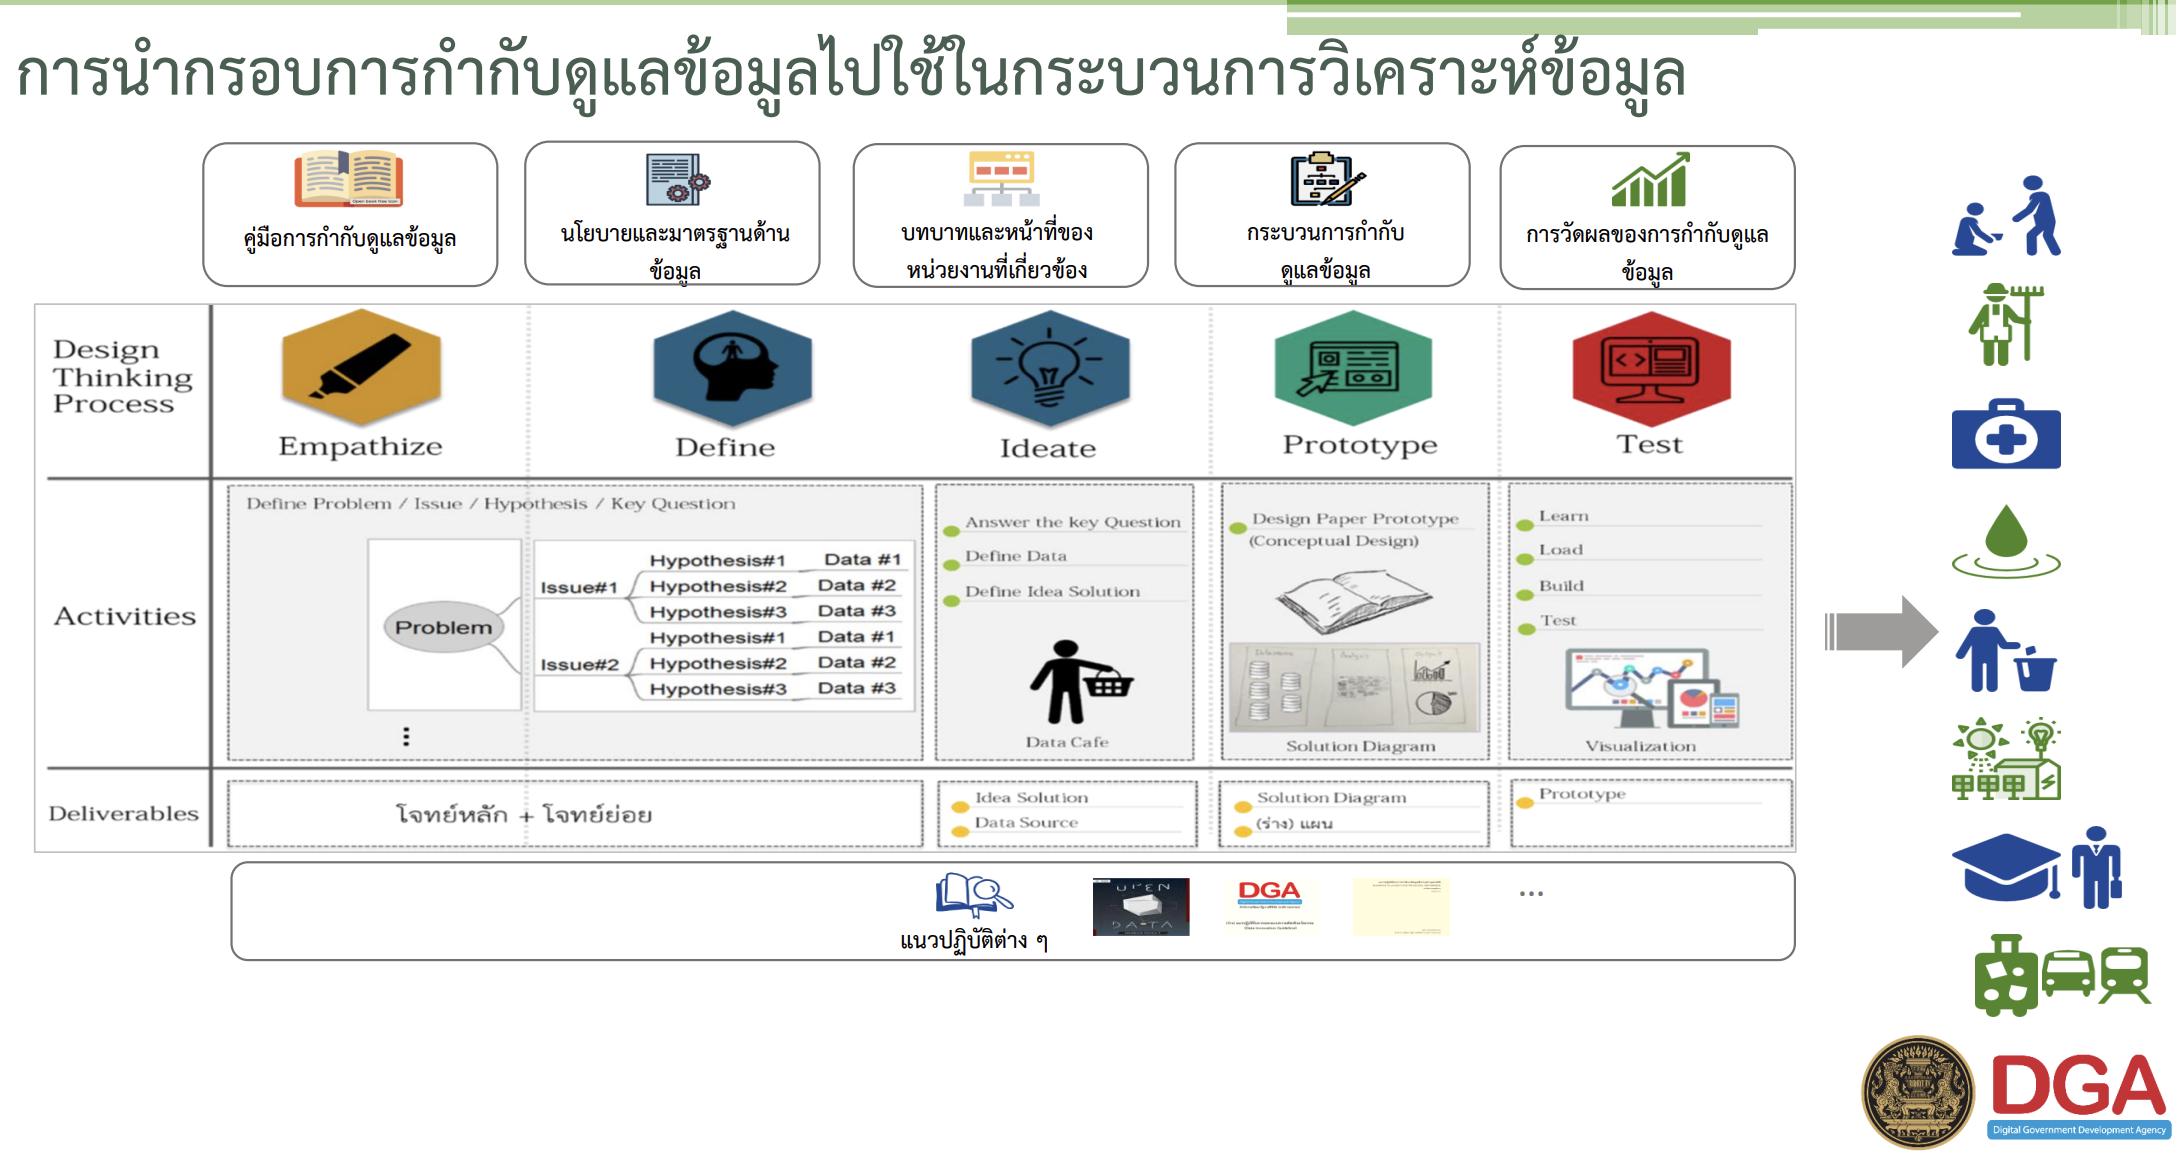 การนำกรอบการกำกับดูแลข้อมูลไปใช้ในกระบวนการวิเคราะห์ข้อมูล
คู่มือการกำกับดูแลข้อมูล
นโยบายและมาตรฐานด้าน
ข้อมูล
บทบาทและหน้าที่ของ
หน่วยงานที่เกี่ยวข้อง
กระบวนการกำกับ
ดูแลข้อมูล
การวัดผลของการกำกับดูแล
ข้อมูล
Design
Thinking
Process
Empathize
Define
Ideate
Prototype
Test
Activities
Define Problem / Issue / Hypothesis / Key Question
Problem
Issue#1
Hypothesis#1 Data #1
Hypothesis#2 Data #2
Hypothesis#3 Data #3
Issue#2
Hypothesis#1 Data #1
Hypothesis#2 Data #2
Hypothesis#3 Data #3
Answer the key Question
Define Data
Define Idea Solution
Data Cafe
Design Paper Prototype
(Conceptual Design)
Solution Diagram
Learn
Load
Build
Test
Visualization
Deliverables
โจทย์หลัก + โจทย์ย่อย
Idea Solution
Data Source
Solution Diagram
(ร่าง) แผน
Prototype
แนวปฏิบัติต่าง ๆ
OPEN
DATA
DGA
...
DGA
Digital Government Development Agency